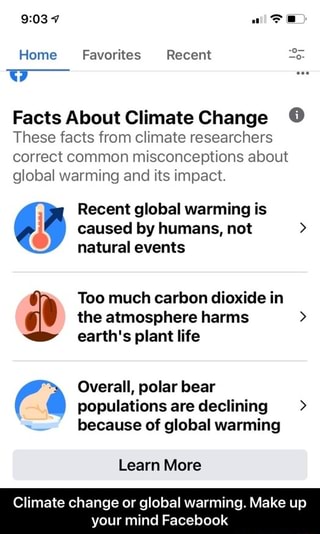 9:03
Home Favorites Recent
Facts About Climate Change
These facts from climate researchers
correct common misconceptions about
global warming and its impact.
Recent global warming is
caused by humans, not
natural events
Too much carbon dioxide in
the atmosphere harms
earth's plant life
Overall, polar bear
populations are declining
because of global warming
Learn More
Climate change or global warming. Make up
your mind Facebook